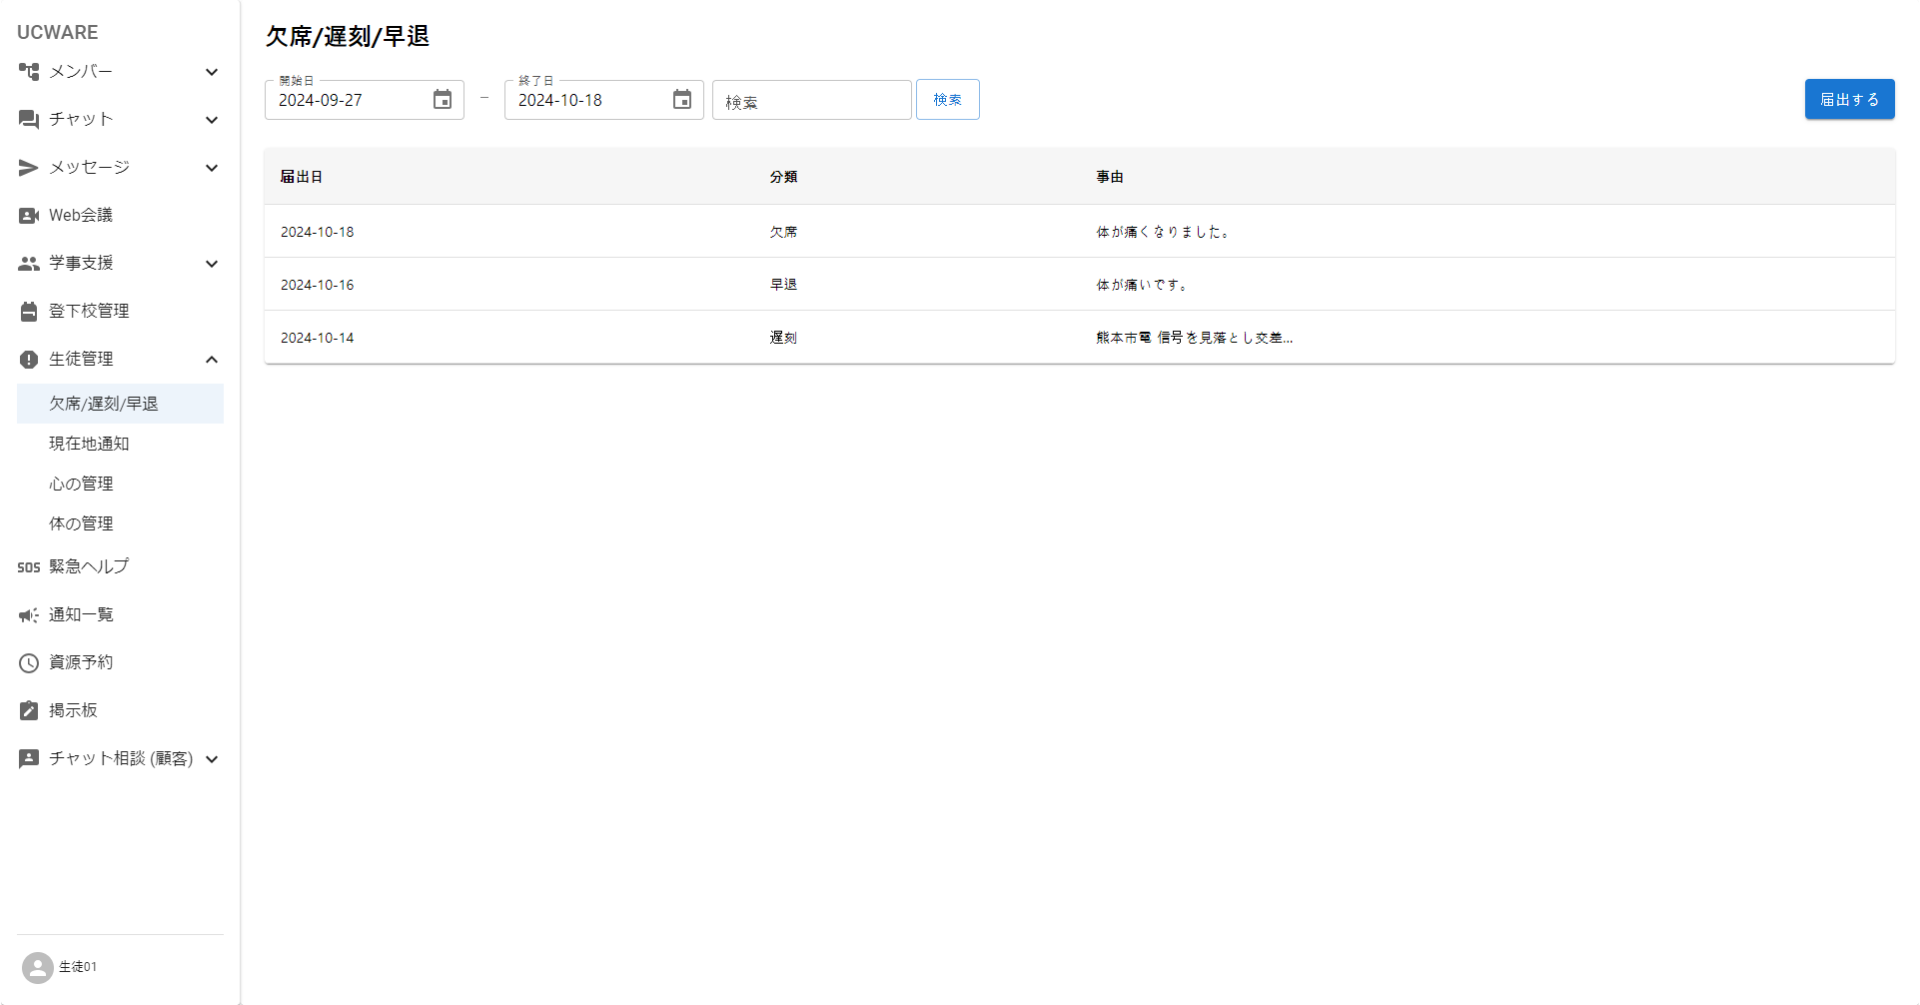 UCWARE
メンバー
チャット
メッセージ
Web会議
学事支援
登下校管理
生徒管理
欠席/遅刻/早退
現在地通知
心の管理
体の管理
SOS 緊急ヘルプ
通知一覧
資源予約
掲示板
チャット相談 (顧客)
生徒01
欠席/遅刻/早退
開始日 終了日
2024-09-27 – 2024-10-18 検索 検索 届出する
届出日 分類 事由
2024-10-18 欠席 体が痛くなりました。
2024-10-16 早退 体が痛いです。
2024-10-14 遅刻 熊本市電 信号を見落とし交差...